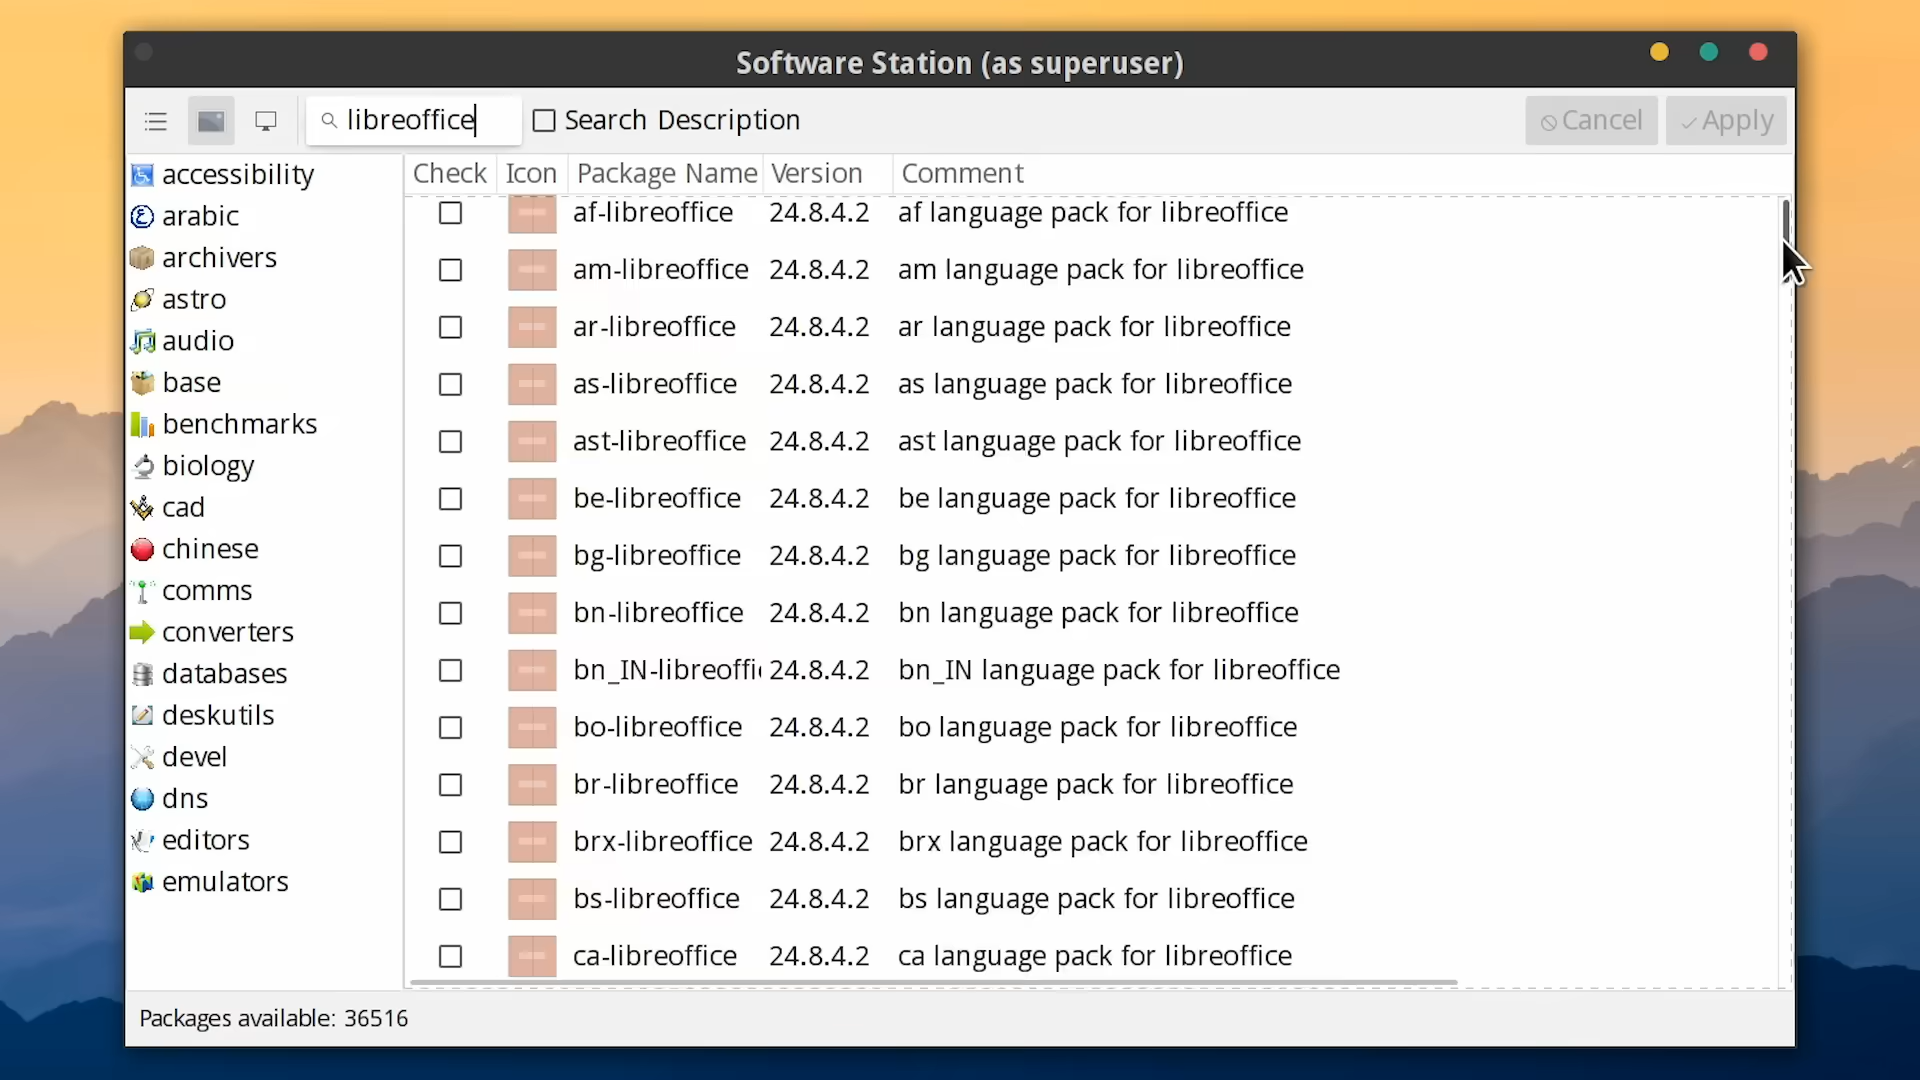 Software Station (as superuser)
libreoffice
Search Description
Cancel
Apply
accessibility
arabic
archivers
astro
audio
base
benchmarks
biology
cad
chinese
comms
converters
databases
deskutils
devel
dns
editors
emulators
Check Icon Package Name Version Comment
af-libreoffice 24.8.4.2 af language pack for libreoffice
am-libreoffice 24.8.4.2 am language pack for libreoffice
ar-libreoffice 24.8.4.2 ar language pack for libreoffice
as-libreoffice 24.8.4.2 as language pack for libreoffice
ast-libreoffice 24.8.4.2 ast language pack for libreoffice
be-libreoffice 24.8.4.2 be language pack for libreoffice
bg-libreoffice 24.8.4.2 bg language pack for libreoffice
bn-libreoffice 24.8.4.2 bn language pack for libreoffice
bn_IN-libreoffi 24.8.4.2 bn_IN language pack for libreoffice
bo-libreoffice 24.8.4.2 bo language pack for libreoffice
br-libreoffice 24.8.4.2 br language pack for libreoffice
brx-libreoffice 24.8.4.2 brx language pack for libreoffice
bs-libreoffice 24.8.4.2 bs language pack for libreoffice
ca-libreoffice 24.8.4.2 ca language pack for libreoffice
Packages available: 36516